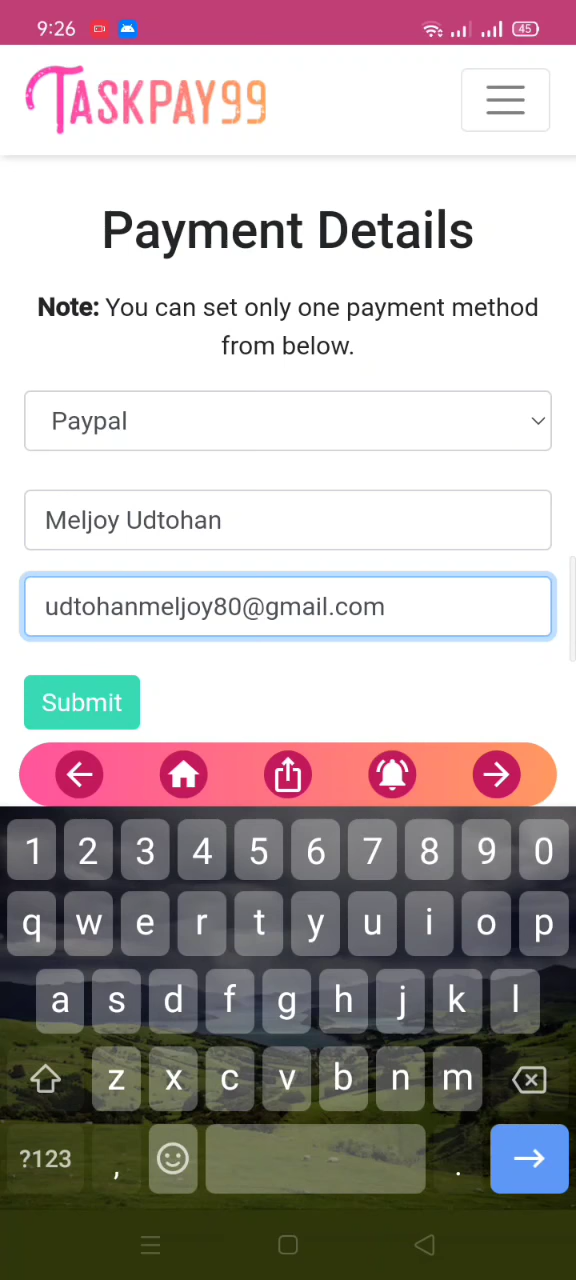 9:26
45
TASKPAY99
Payment Details
Note: You can set only one payment method
from below.
Paypal
Meljoy Udtohan
udtohanmeljoy80@gmail.com
Submit
1 2 3 4 5 6 7 8 9 0
q w e r t y u i o p
a s d f g h j k l
z x c v b n m
?123 , .